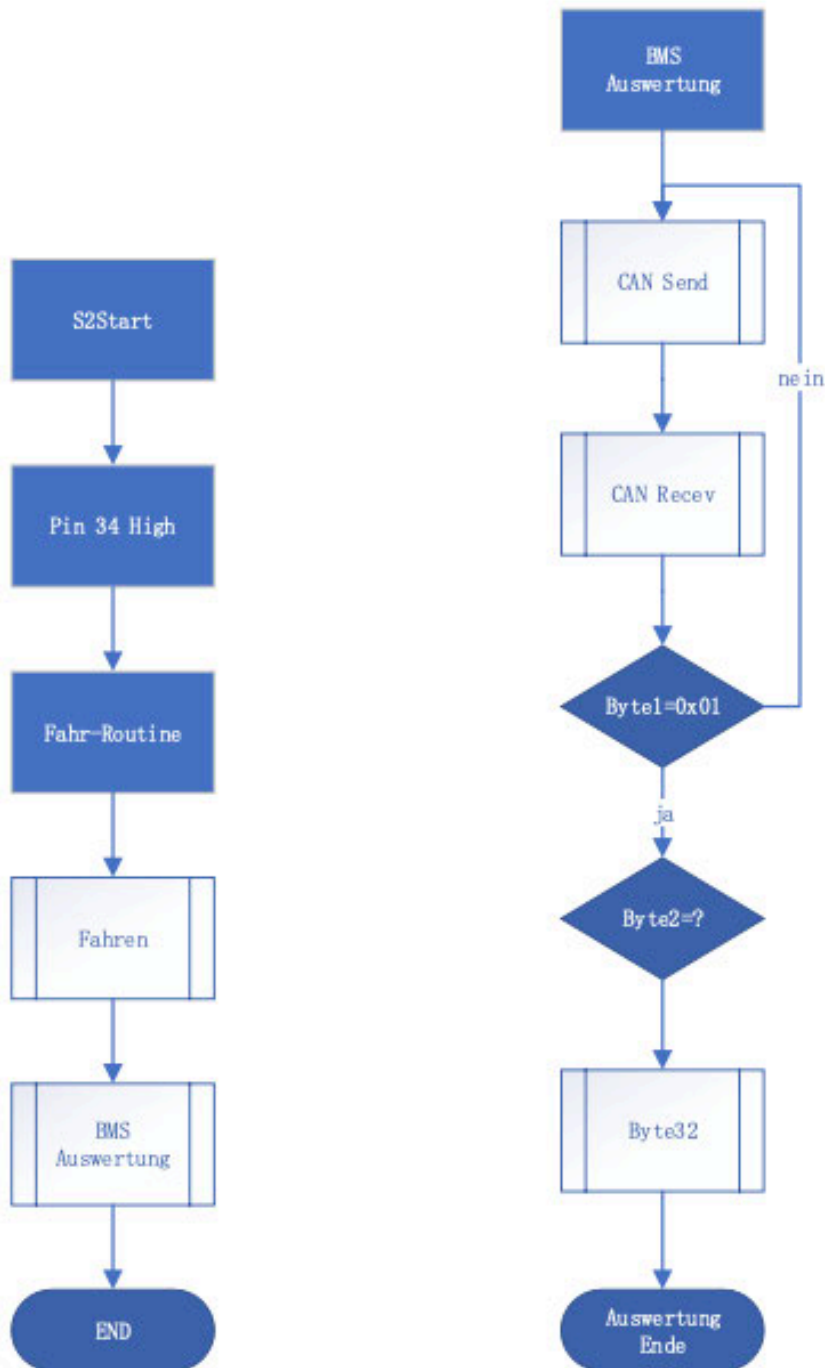 S2Start
Pin 34 High
Fahr-Routine
Fahren
BMS
Auswertung
END
BMS
Auswertung
CAN Send
nein
CAN Recev
Byte1=0x01
ja
Byte2=?
Byte32
Auswertung
Ende